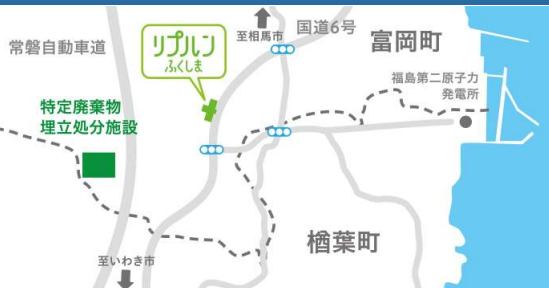 常磐自動車道
リプルン
ふくしま
至相馬市
国道6号
富岡町
福島第二原子力
発電所
特定廃棄物
埋立処分施設
楢葉町
至いわき市